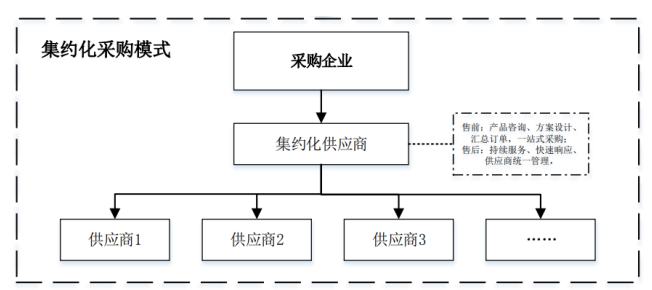 集约化采购模式
采购企业
集约化供应商
售前：产品咨询、方案设计、
汇总订单，一站式采购；
售后：持续服务、快速响应、
供应商统一管理，
供应商1
供应商2
供应商3
……